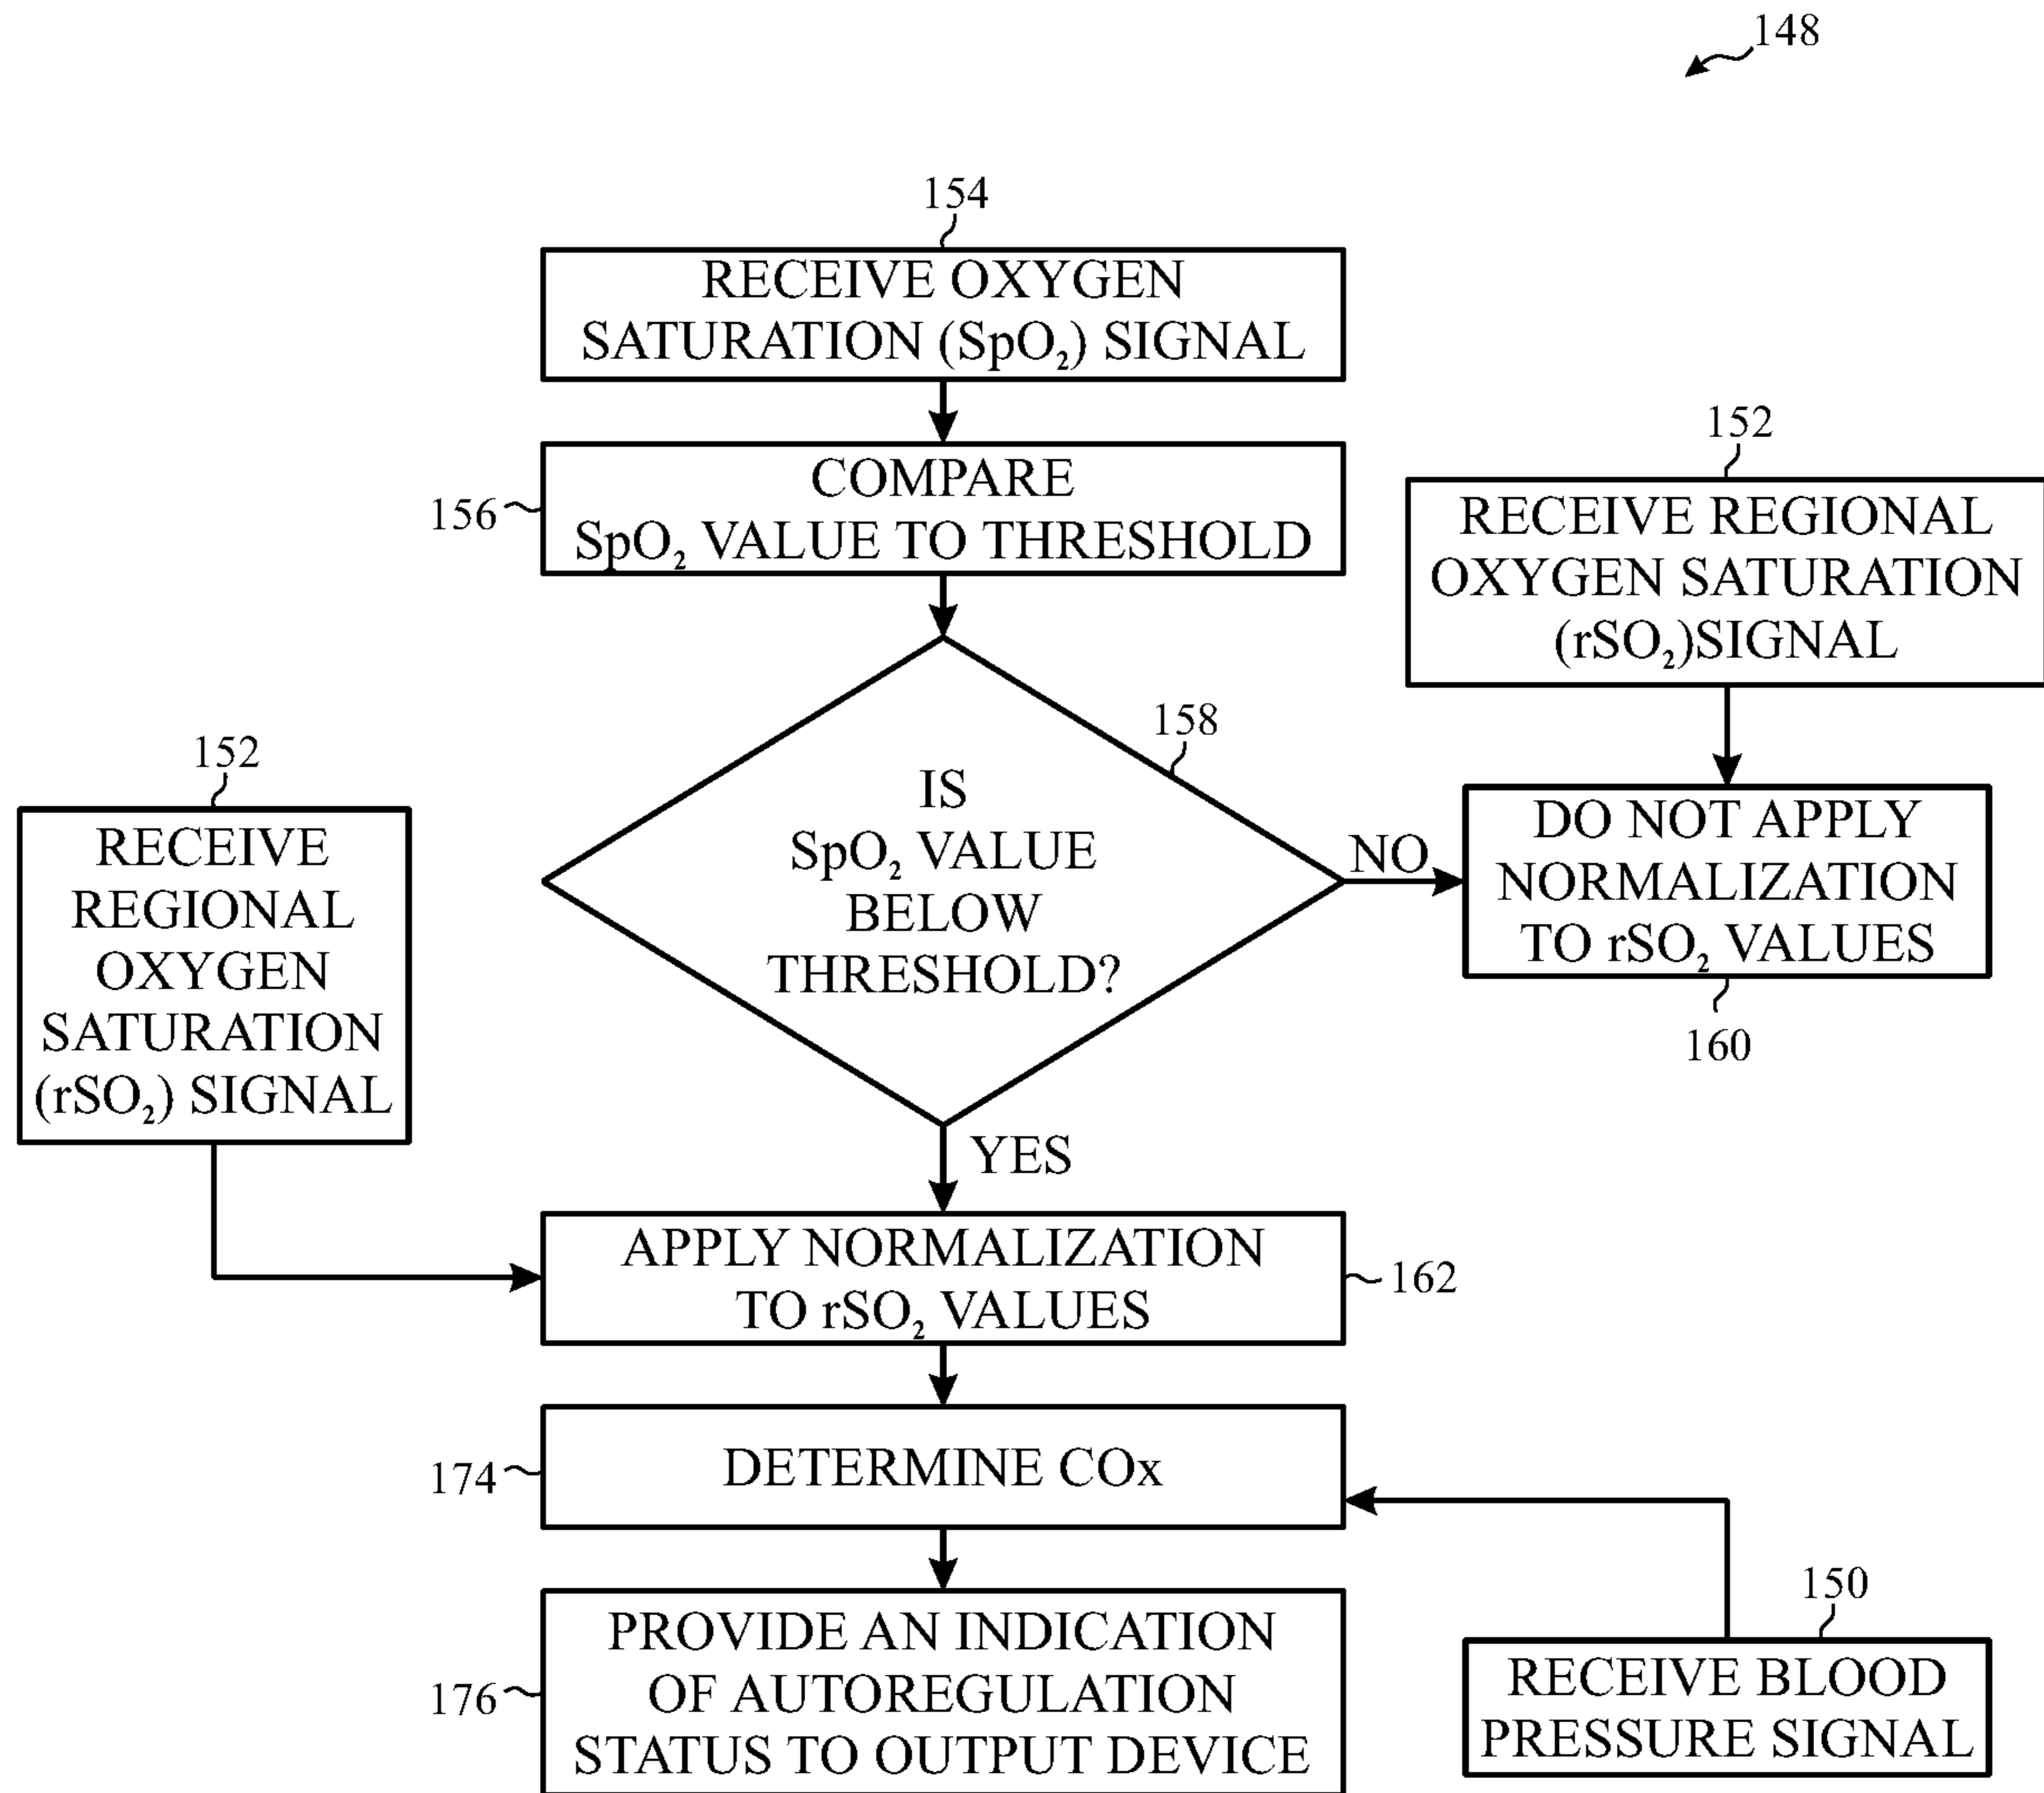 148
154
RECEIVE OXYGEN
SATURATION (SpO₂) SIGNAL
156
COMPARE
SpO₂ VALUE TO THRESHOLD
152
RECEIVE REGIONAL
OXYGEN SATURATION
(rSO₂)SIGNAL
158
IS
SpO₂ VALUE
BELOW
THRESHOLD?
NO
DO NOT APPLY
NORMALIZATION
TO rSO₂ VALUES
160
152
RECEIVE
REGIONAL
OXYGEN
SATURATION
(rSO₂) SIGNAL
YES
APPLY NORMALIZATION
TO rSO₂ VALUES
162
174
DETERMINE COx
176
PROVIDE AN INDICATION
OF AUTOREGULATION
STATUS TO OUTPUT DEVICE
150
RECEIVE BLOOD
PRESSURE SIGNAL